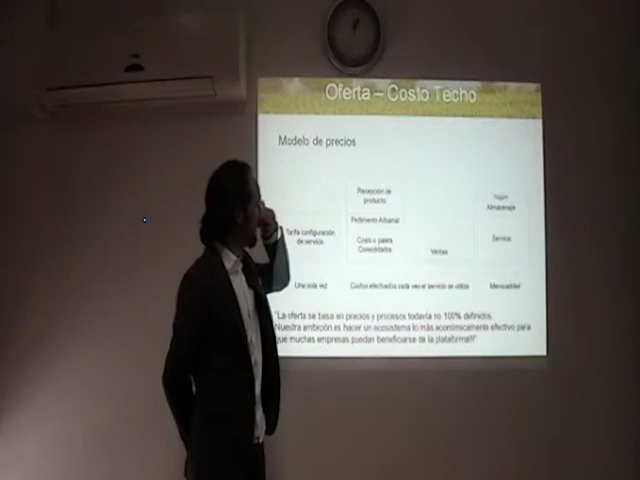 Oferta – Costo Techo
Modelo de precios
Recepción de
producto
Pedimento Aduanal
Almacenaje
Tarifa configuración
de servicio
Costo x palets
Consolidados
Ventas
Servicio
Una sola vez
Costos efectuados cada vez el servicio se utiliza
Mensualidad
"La oferta se basa en precios y procesos todavía no 100% definidos.
Nuestra ambición es hacer un ecosistema lo más económicamente efectivo para
que muchas empresas puedan beneficiarse de la plataforma!!!"